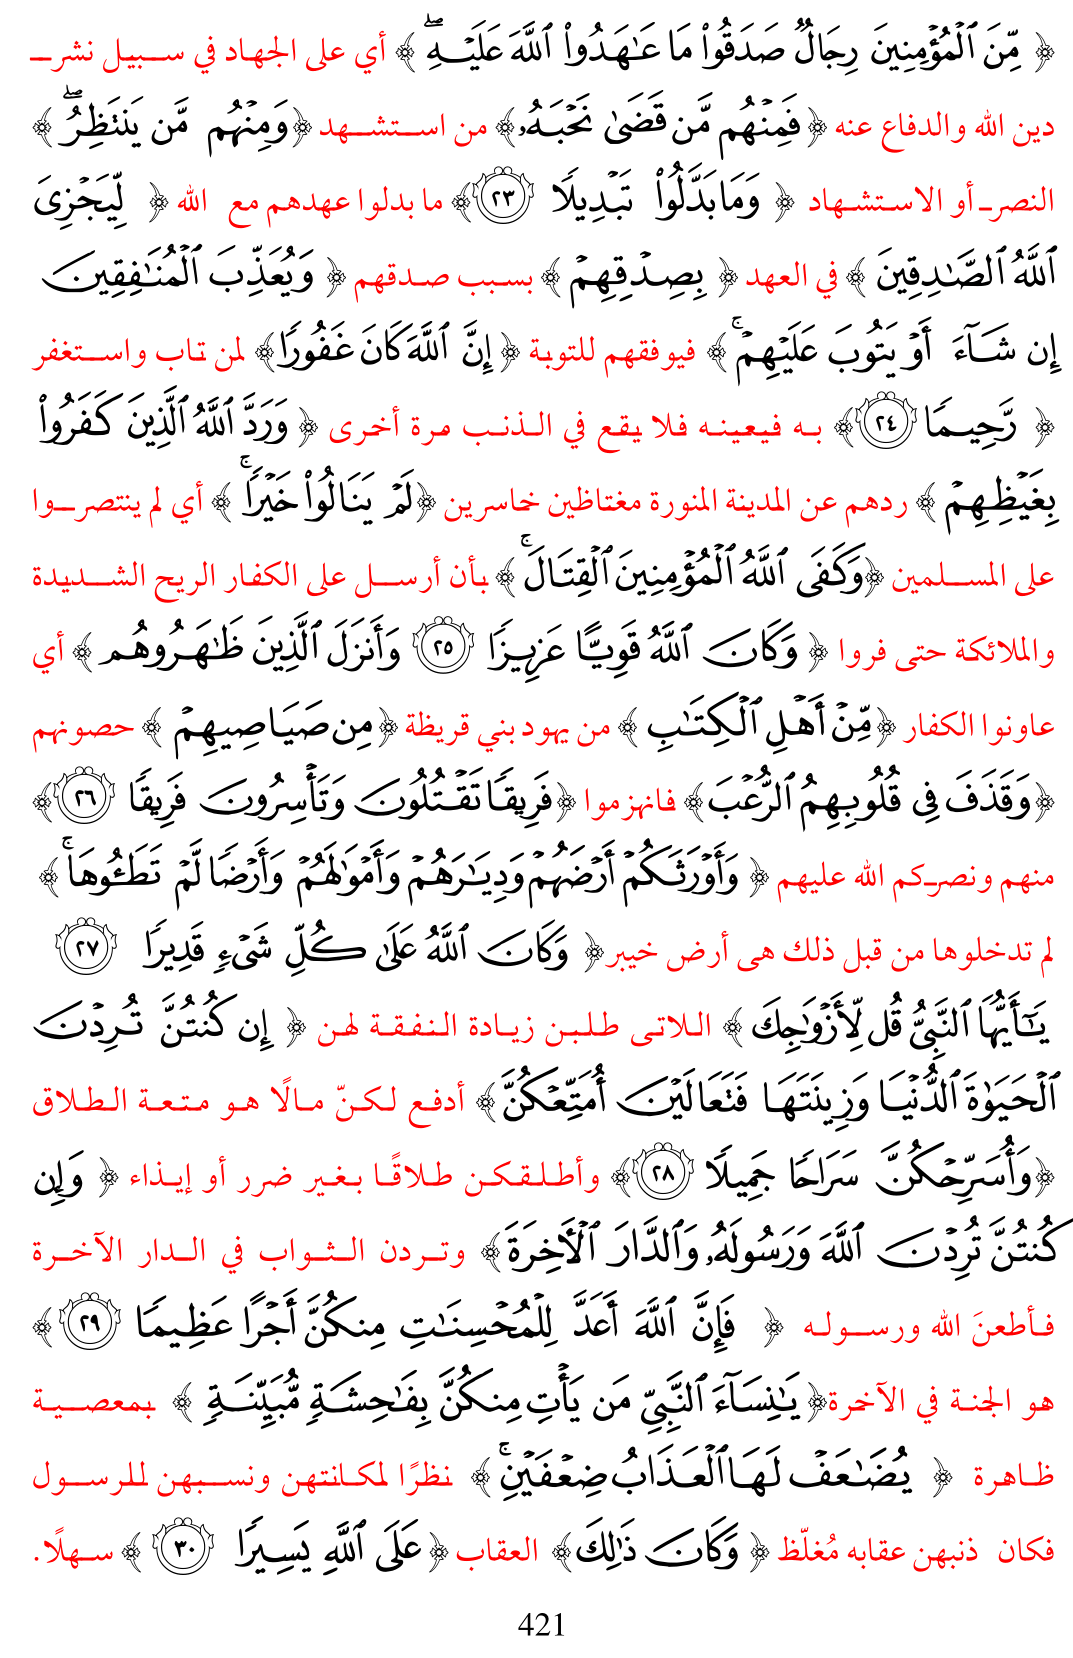 ﴿ مِّنَ ٱلْمُؤْمِنِينَ رِجَالٌ صَدَقُوا۟ مَا عَـٰهَدُوا۟ ٱللَّهَ عَلَيْهِ ۖ ﴾ أي على الجهاد في سبيل نشر
دين الله والدفاع عنه ﴿ فَمِنْهُم مَّن قَضَىٰ نَحْبَهُۥ ﴾ من استشهد ﴿ وَمِنْهُم مَّن يَنتَظِرُ ۖ ﴾
النصر أو الاستشهاد ﴿ وَمَا بَدَّلُوا۟ تَبْدِيلًا ٢٣ ﴾ ما بدلوا عهدهم مع الله ﴿ لِّيَجْزِىَ
ٱللَّهُ ٱلصَّـٰدِقِينَ ﴾ في العهد ﴿ بِصِدْقِهِمْ ﴾ بسبب صدقهم ﴿ وَيُعَذِّبَ ٱلْمُنَـٰفِقِينَ
إِن شَآءَ أَوْ يَتُوبَ عَلَيْهِمْ ۚ ﴾ فيوفقهم للتوبة ﴿ إِنَّ ٱللَّهَ كَانَ غَفُورًا ﴾ لمن تاب واستغفر
﴿ رَّحِيمًا ٢٤ ﴾ به فيعينه فلا يقع في الذنب مرة أخرى ﴿ وَرَدَّ ٱللَّهُ ٱلَّذِينَ كَفَرُوا۟
بِغَيْظِهِمْ ﴾ ردهم عن المدينة المنورة مغتاظين خاسرين ﴿ لَمْ يَنَالُوا۟ خَيْرًا ۚ ﴾ أي لم ينتصروا
على المسلمين ﴿ وَكَفَى ٱللَّهُ ٱلْمُؤْمِنِينَ ٱلْقِتَالَ ۚ ﴾ بأن أرسل على الكفار الريح الشديدة
والملائكة حتى فروا ﴿ وَكَانَ ٱللَّهُ قَوِيًّا عَزِيزًا ٢٥ وَأَنزَلَ ٱلَّذِينَ ظَـٰهَرُوهُم ﴾ أي
عاونوا الكفار ﴿ مِّنْ أَهْلِ ٱلْكِتَـٰبِ ﴾ من يهود بني قريظة ﴿ مِن صَيَاصِيهِمْ ﴾ حصونهم
﴿ وَقَذَفَ فِى قُلُوبِهِمُ ٱلرُّعْبَ ﴾ فانهزموا ﴿ فَرِيقًا تَقْتُلُونَ وَتَأْسِرُونَ فَرِيقًا ٢٦ ﴾
منهم ونصركم الله عليهم ﴿ وَأَوْرَثَكُمْ أَرْضَهُمْ وَدِيَـٰرَهُمْ وَأَمْوَٰلَهُمْ وَأَرْضًا لَّمْ تَطَـُٔوهَا ۚ ﴾
لم تدخلوها من قبل ذلك هى أرض خيبر ﴿ وَكَانَ ٱللَّهُ عَلَىٰ كُلِّ شَىْءٍ قَدِيرًا ٢٧
يَـٰٓأَيُّهَا ٱلنَّبِىُّ قُل لِّأَزْوَٰجِكَ ﴾ اللاتى طلبن زيادة النفقة لهن ﴿ إِن كُنتُنَّ تُرِدْنَ
ٱلْحَيَوٰةَ ٱلدُّنْيَا وَزِينَتَهَا فَتَعَالَيْنَ أُمَتِّعْكُنَّ ﴾ أدفع لكنّ مالًا هو متعة الطلاق
﴿ وَأُسَرِّحْكُنَّ سَرَاحًا جَمِيلًا ٢٨ ﴾ وأطلقكن طلاقًا بغير ضرر أو إيذاء ﴿ وَإِن
كُنتُنَّ تُرِدْنَ ٱللَّهَ وَرَسُولَهُۥ وَٱلدَّارَ ٱلْـَٔاخِرَةَ ﴾ وتردن الثواب في الدار الآخرة
فأطعنَ الله ورسوله ﴿ فَإِنَّ ٱللَّهَ أَعَدَّ لِلْمُحْسِنَـٰتِ مِنكُنَّ أَجْرًا عَظِيمًا ٢٩ ﴾
هو الجنة في الآخرة ﴿ يَـٰنِسَآءَ ٱلنَّبِىِّ مَن يَأْتِ مِنكُنَّ بِفَـٰحِشَةٍ مُّبَيِّنَةٍ ﴾ بمعصية
ظاهرة ﴿ يُضَـٰعَفْ لَهَا ٱلْعَذَابُ ضِعْفَيْنِ ۚ ﴾ نظرًا لمكانتهن ونسبهن للرسول
فكان ذنبهن عقابه مُغلّظ ﴿ وَكَانَ ذَٰلِكَ ﴾ العقاب ﴿ عَلَى ٱللَّهِ يَسِيرًا ٣٠ ﴾ سهلًا.
421